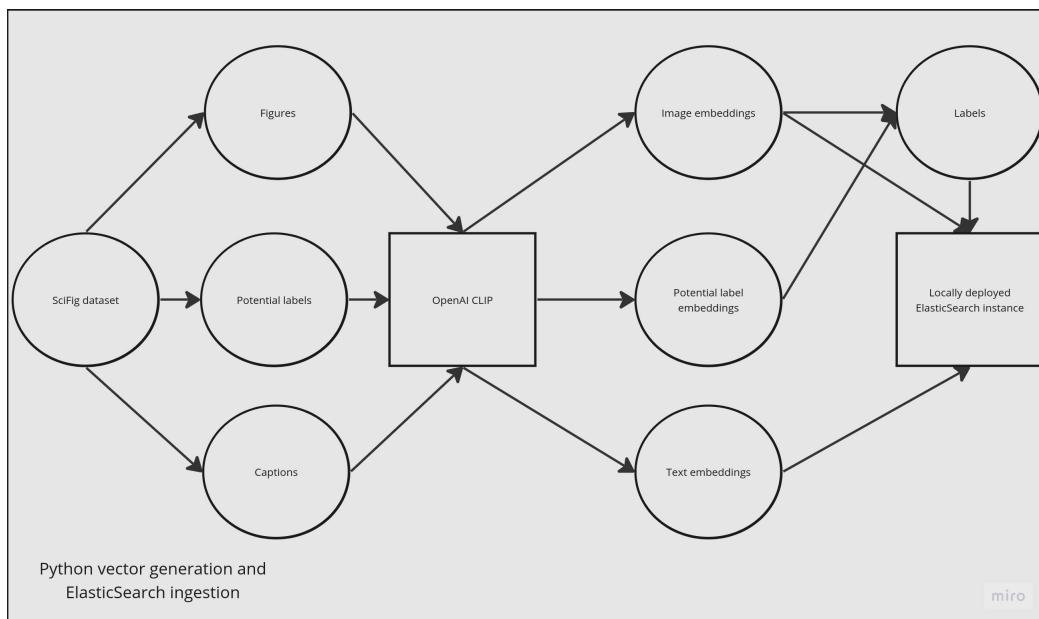 Figures
Image embeddings
Labels
SciFig dataset
Potential labels
OpenAI CLIP
Potential label
embeddings
Locally deployed
ElasticSearch instance
Captions
Text embeddings
Python vector generation and
ElasticSearch ingestion
miro